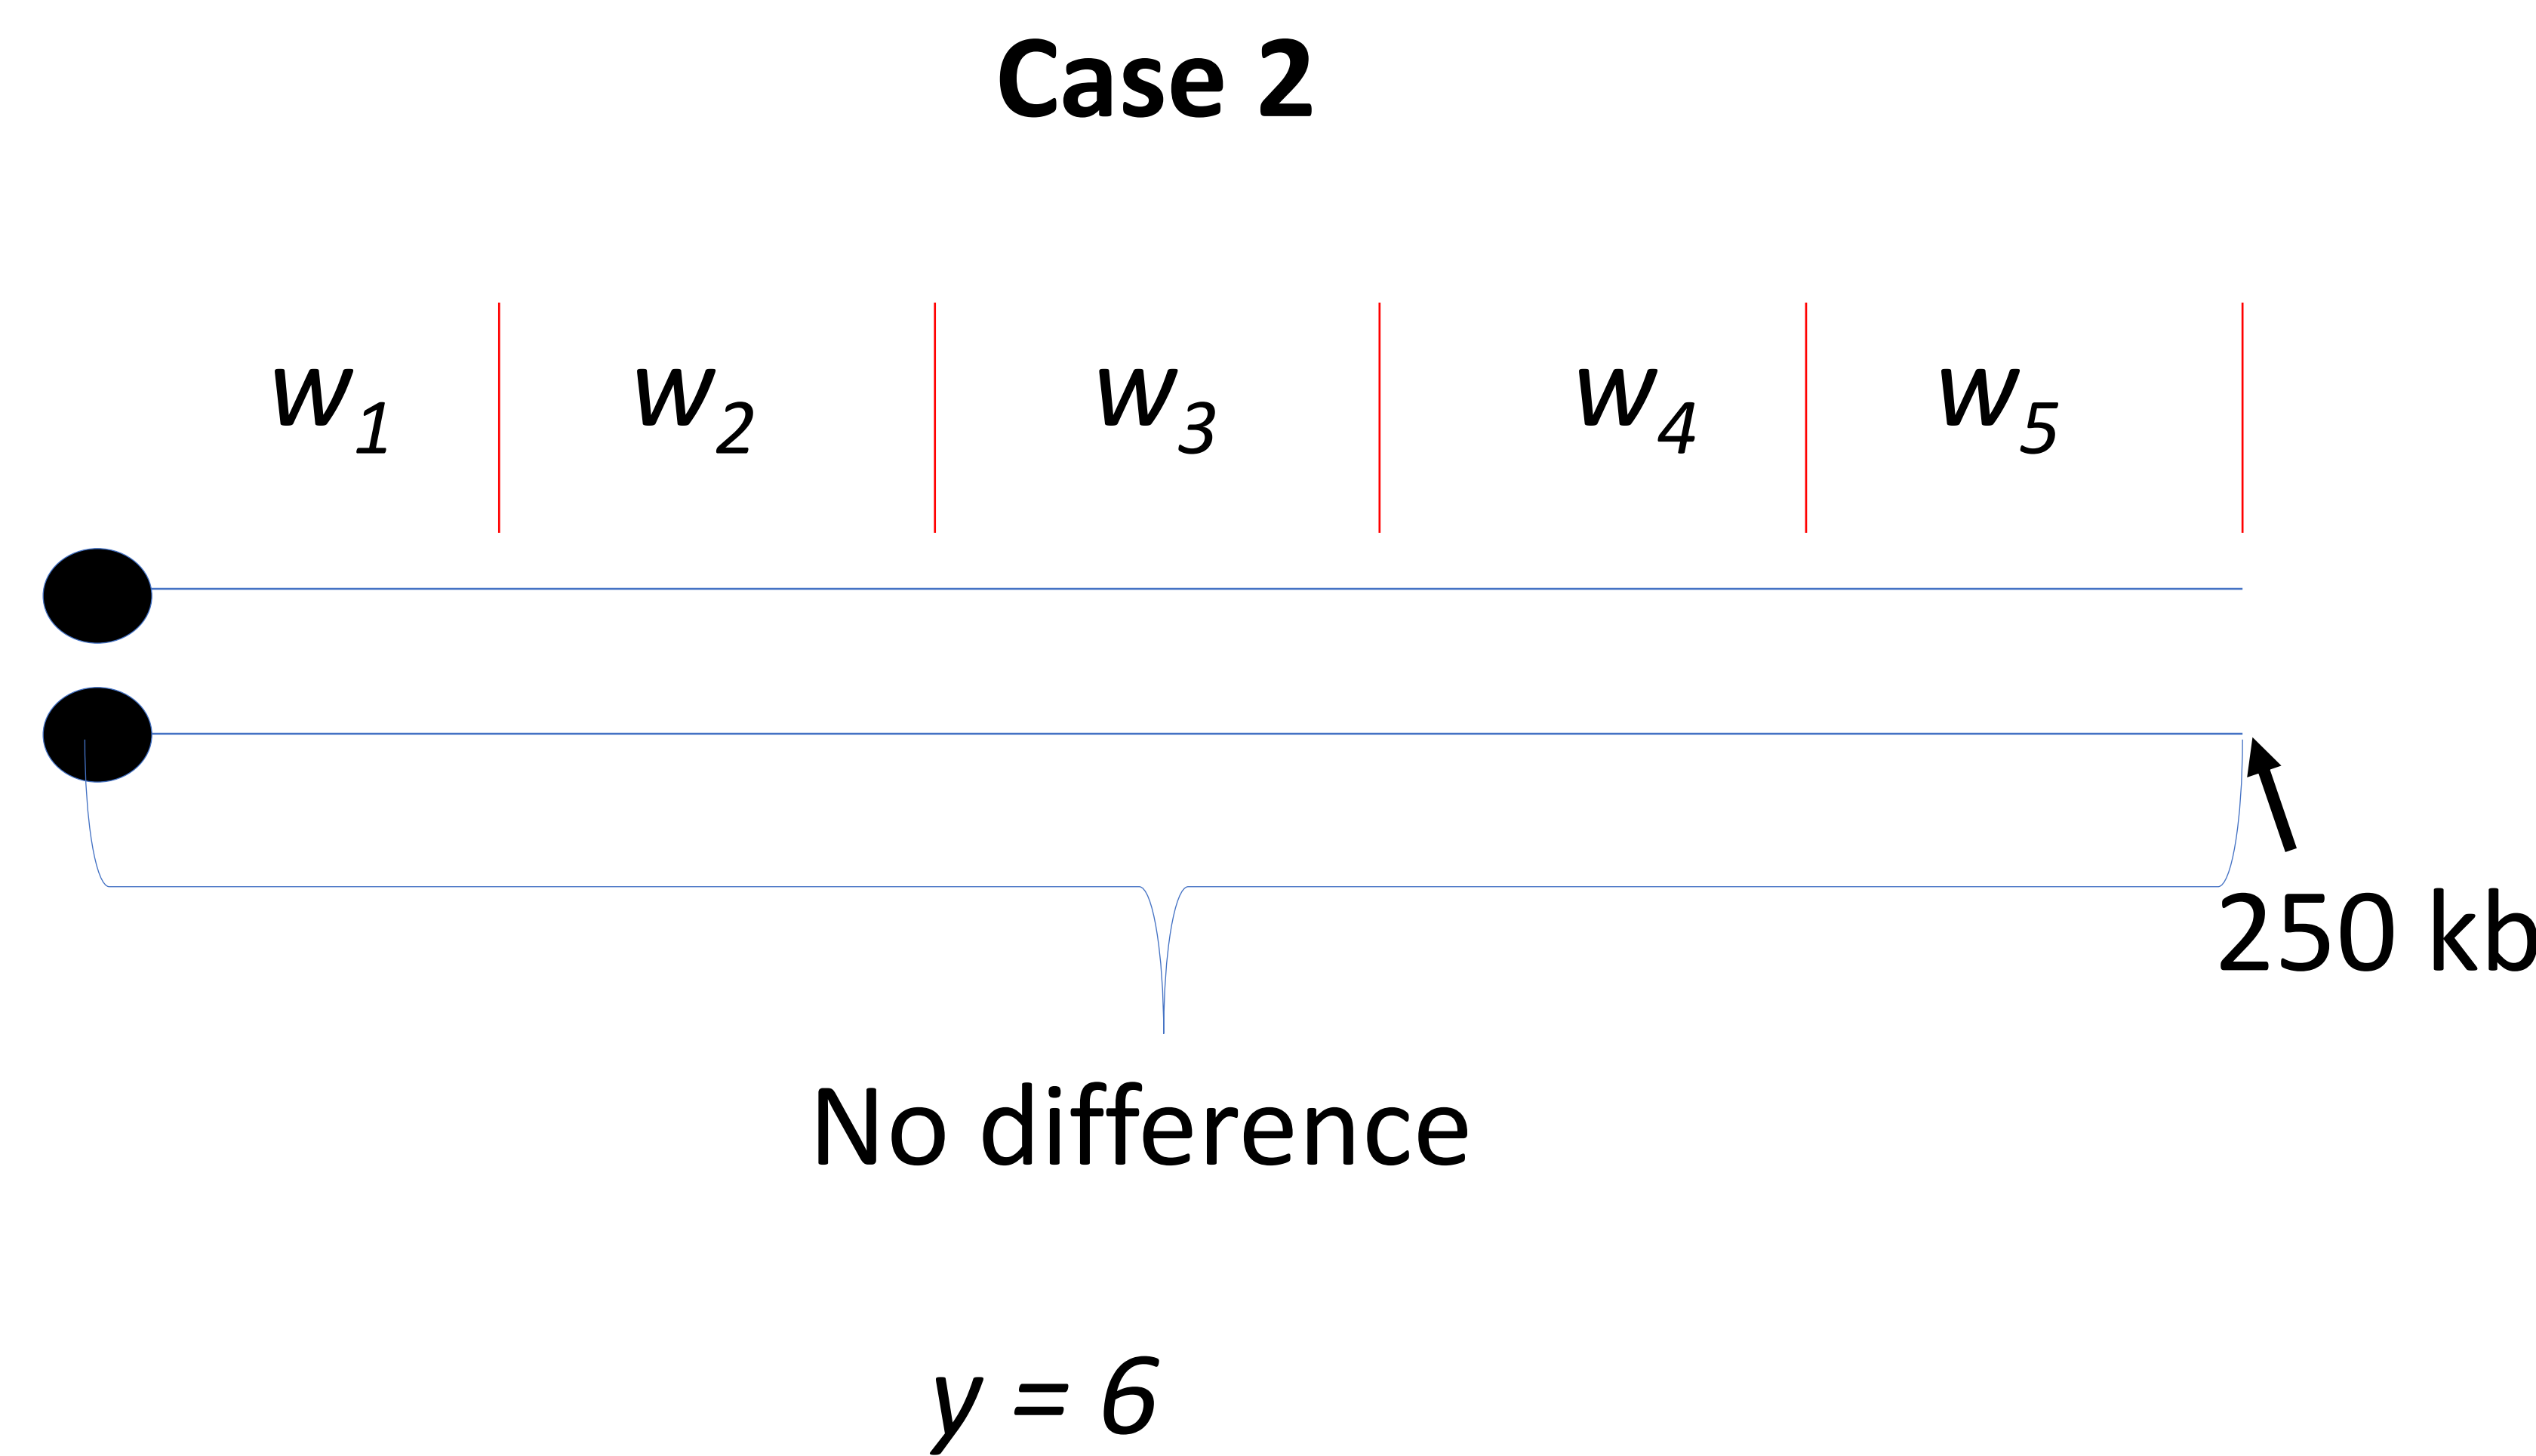 Case 2
w₁ w₂ w₃ w₄ w₅
250 kb
No difference
y = 6